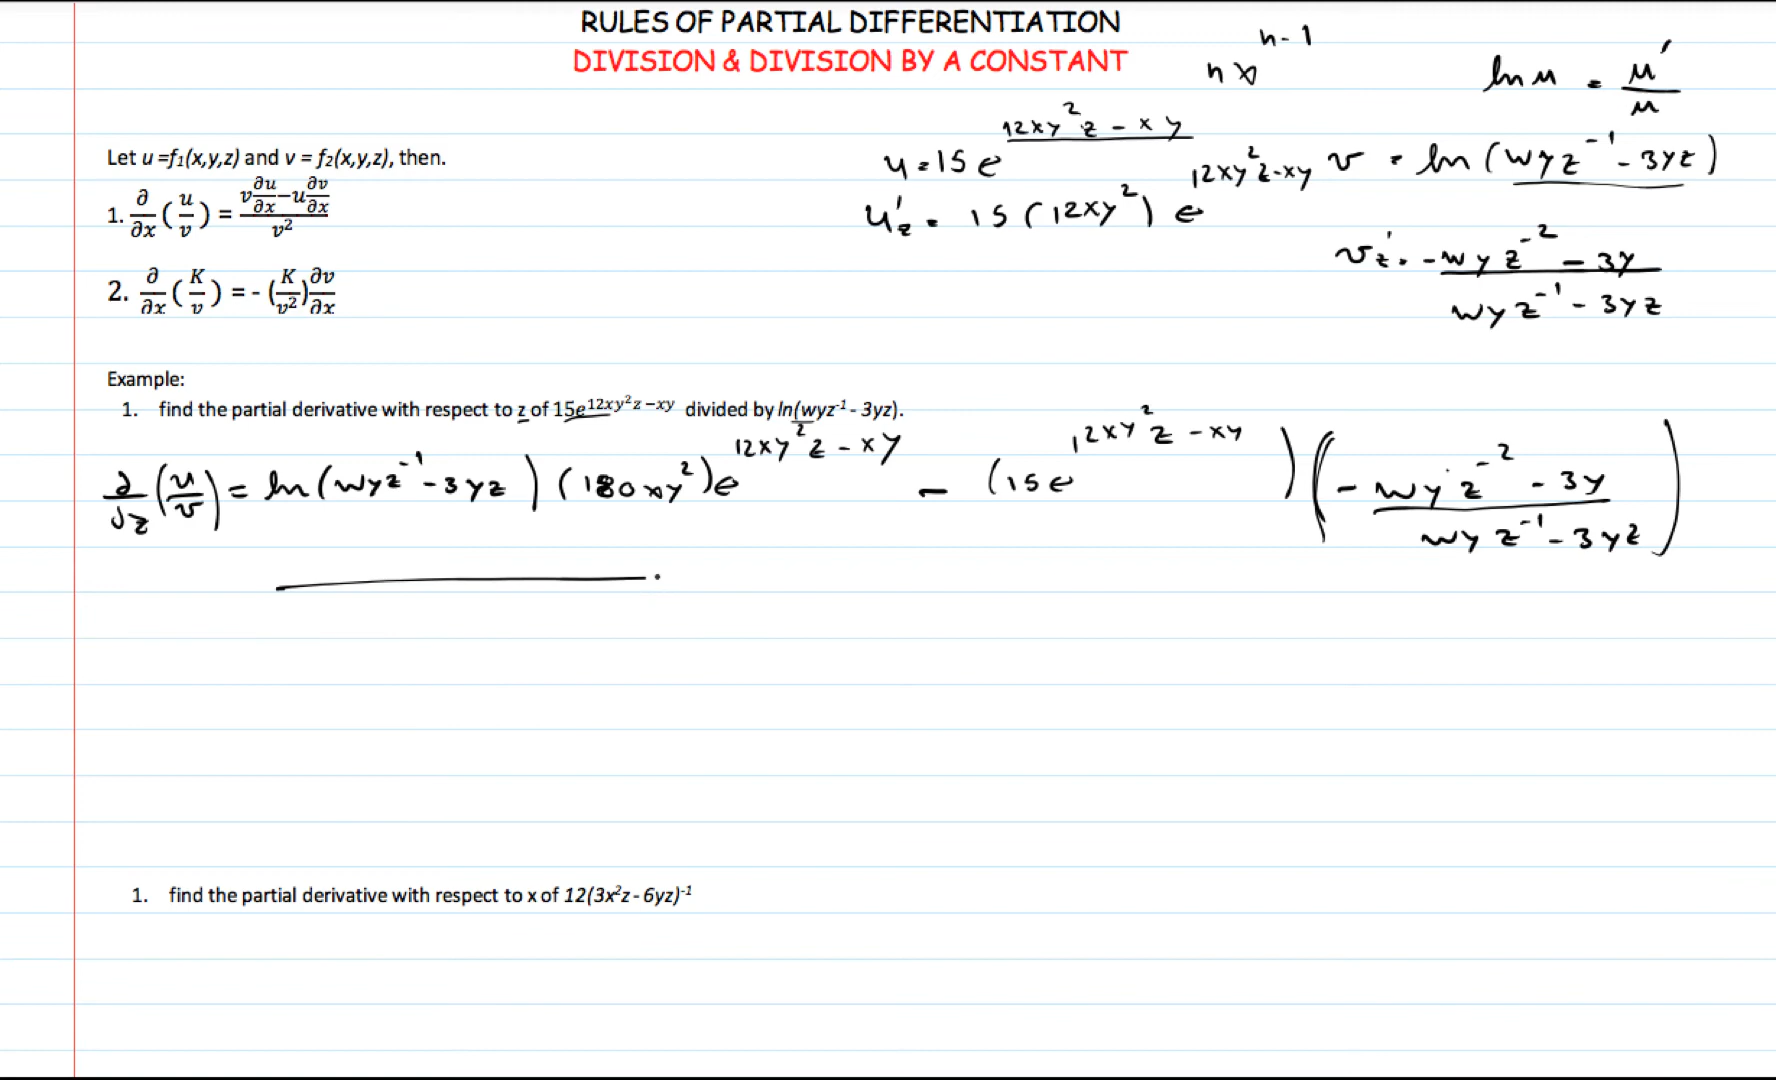 RULES OF PARTIAL DIFFERENTIATION
DIVISION & DIVISION BY A CONSTANT
n x^(n-1)
ln u = u'/u
Let u =f₁(x,y,z) and v = f₂(x,y,z), then.
u = 15 e^(12xy²z - xy)
v = ln (wyz⁻¹ - 3yz)
1. ∂/∂x (u/v) = (v ∂u/∂x − u ∂v/∂x)/v²
u'z = 15 (12xy²) e^(12xy²z-xy)
v'z = (-wyz⁻² - 3y)/(wyz⁻¹ - 3yz)
2. ∂/∂x (K/v) = - (K/v²) ∂v/∂x
Example:
1. find the partial derivative with respect to z of 15e^(12xy²z −xy) divided by ln(wyz⁻¹ - 3yz).
∂/∂z (u/v) = ln (wyz⁻¹ - 3yz) (180xy²) e^(12xy²z - xy) - (15e^(12xy²z - xy)) (- wyz⁻² - 3y)/(wyz⁻¹ - 3yz)
1. find the partial derivative with respect to x of 12(3x²z - 6yz)⁻¹